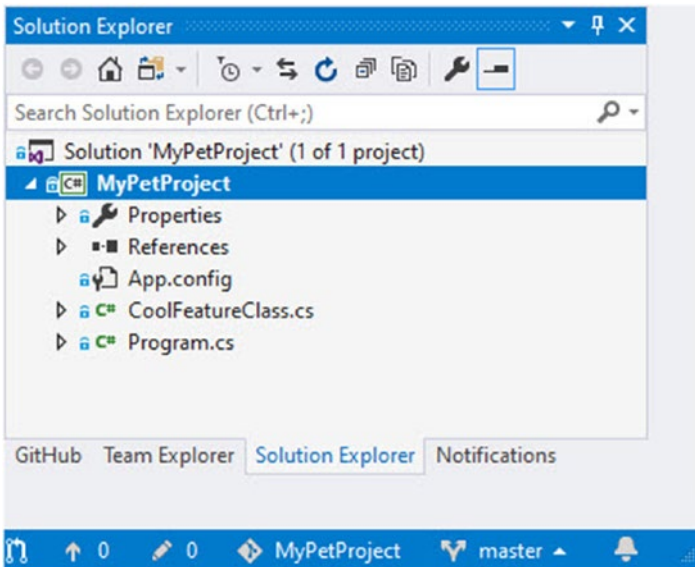 Solution Explorer
Search Solution Explorer (Ctrl+;)
Solution 'MyPetProject' (1 of 1 project)
C# MyPetProject
Properties
References
App.config
C# CoolFeatureClass.cs
C# Program.cs
GitHub Team Explorer Solution Explorer Notifications
0 0 MyPetProject master